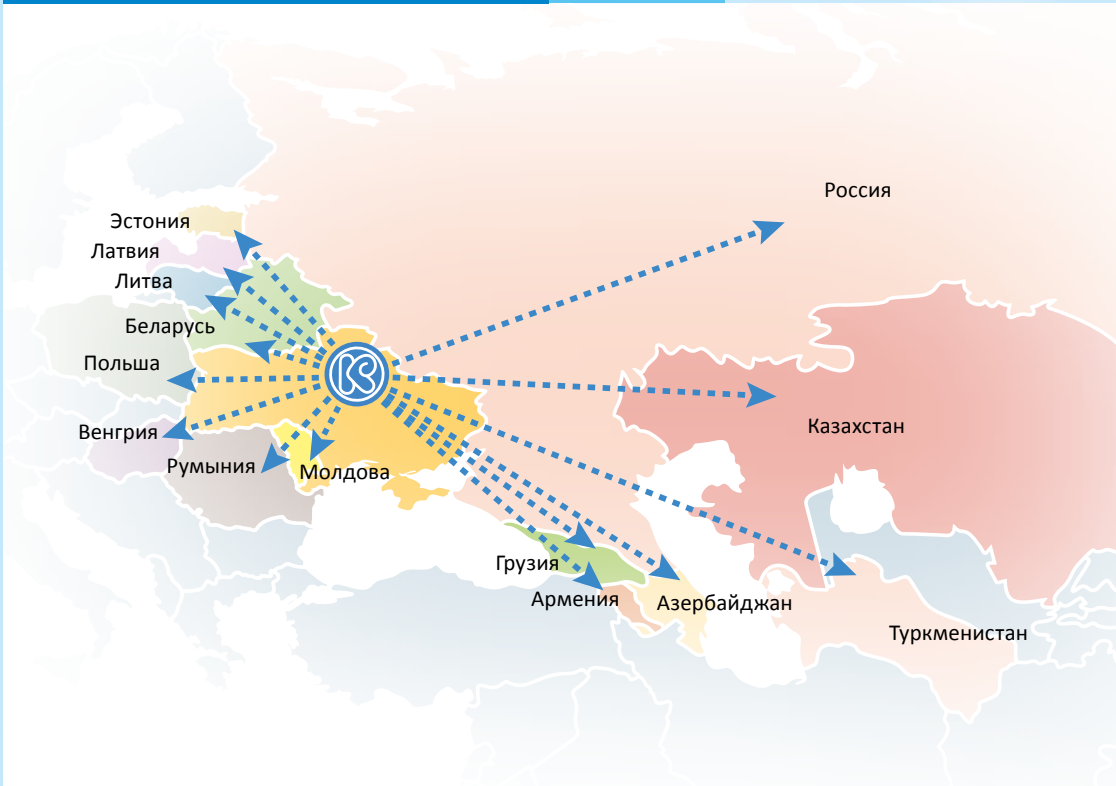 Россия
Эстония
Латвия
Литва
Беларусь
Польша
Венгрия
Румыния
Молдова
Казахстан
Грузия
Армения
Азербайджан
Туркменистан